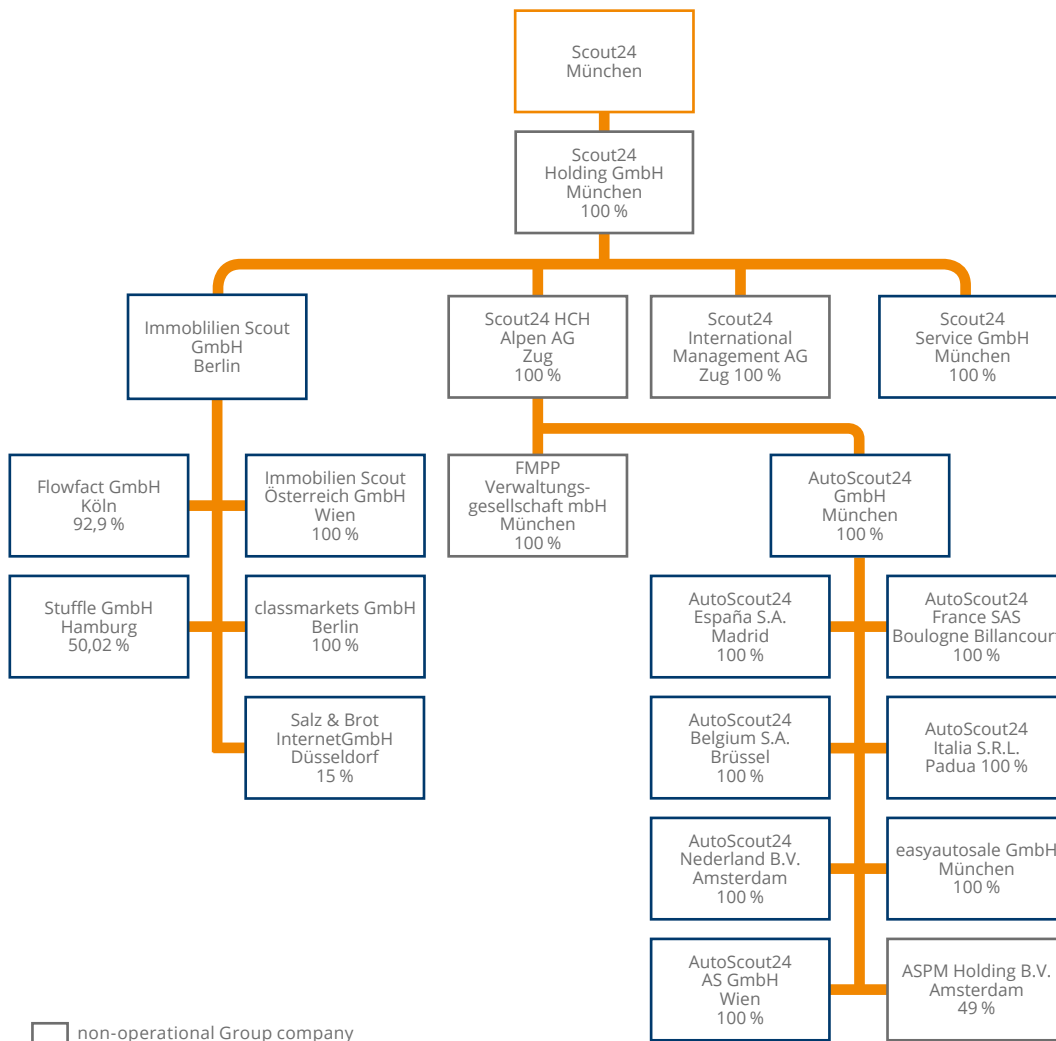 Scout24
München
Scout24
Holding GmbH
München
100 %
Immoblilien Scout
GmbH
Berlin
Scout24 HCH
Alpen AG
Zug
100 %
Scout24
International
Management AG
Zug 100 %
Scout24
Service GmbH
München
100 %
Flowfact GmbH
Köln
92,9 %
Immobilien Scout
Österreich GmbH
Wien
100 %
FMPP
Verwaltungs-
gesellschaft mbH
München
100 %
AutoScout24
GmbH
München
100 %
Stuffle GmbH
Hamburg
50,02 %
classmarkets GmbH
Berlin
100 %
AutoScout24
España S.A.
Madrid
100 %
AutoScout24
France SAS
Boulogne Billancourt
100 %
Salz & Brot
InternetGmbH
Düsseldorf
15 %
AutoScout24
Belgium S.A.
Brüssel
100 %
AutoScout24
Italia S.R.L.
Padua 100 %
AutoScout24
Nederland B.V.
Amsterdam
100 %
easyautosale GmbH
München
100 %
AutoScout24
AS GmbH
Wien
100 %
ASPM Holding B.V.
Amsterdam
49 %
non-operational Group company